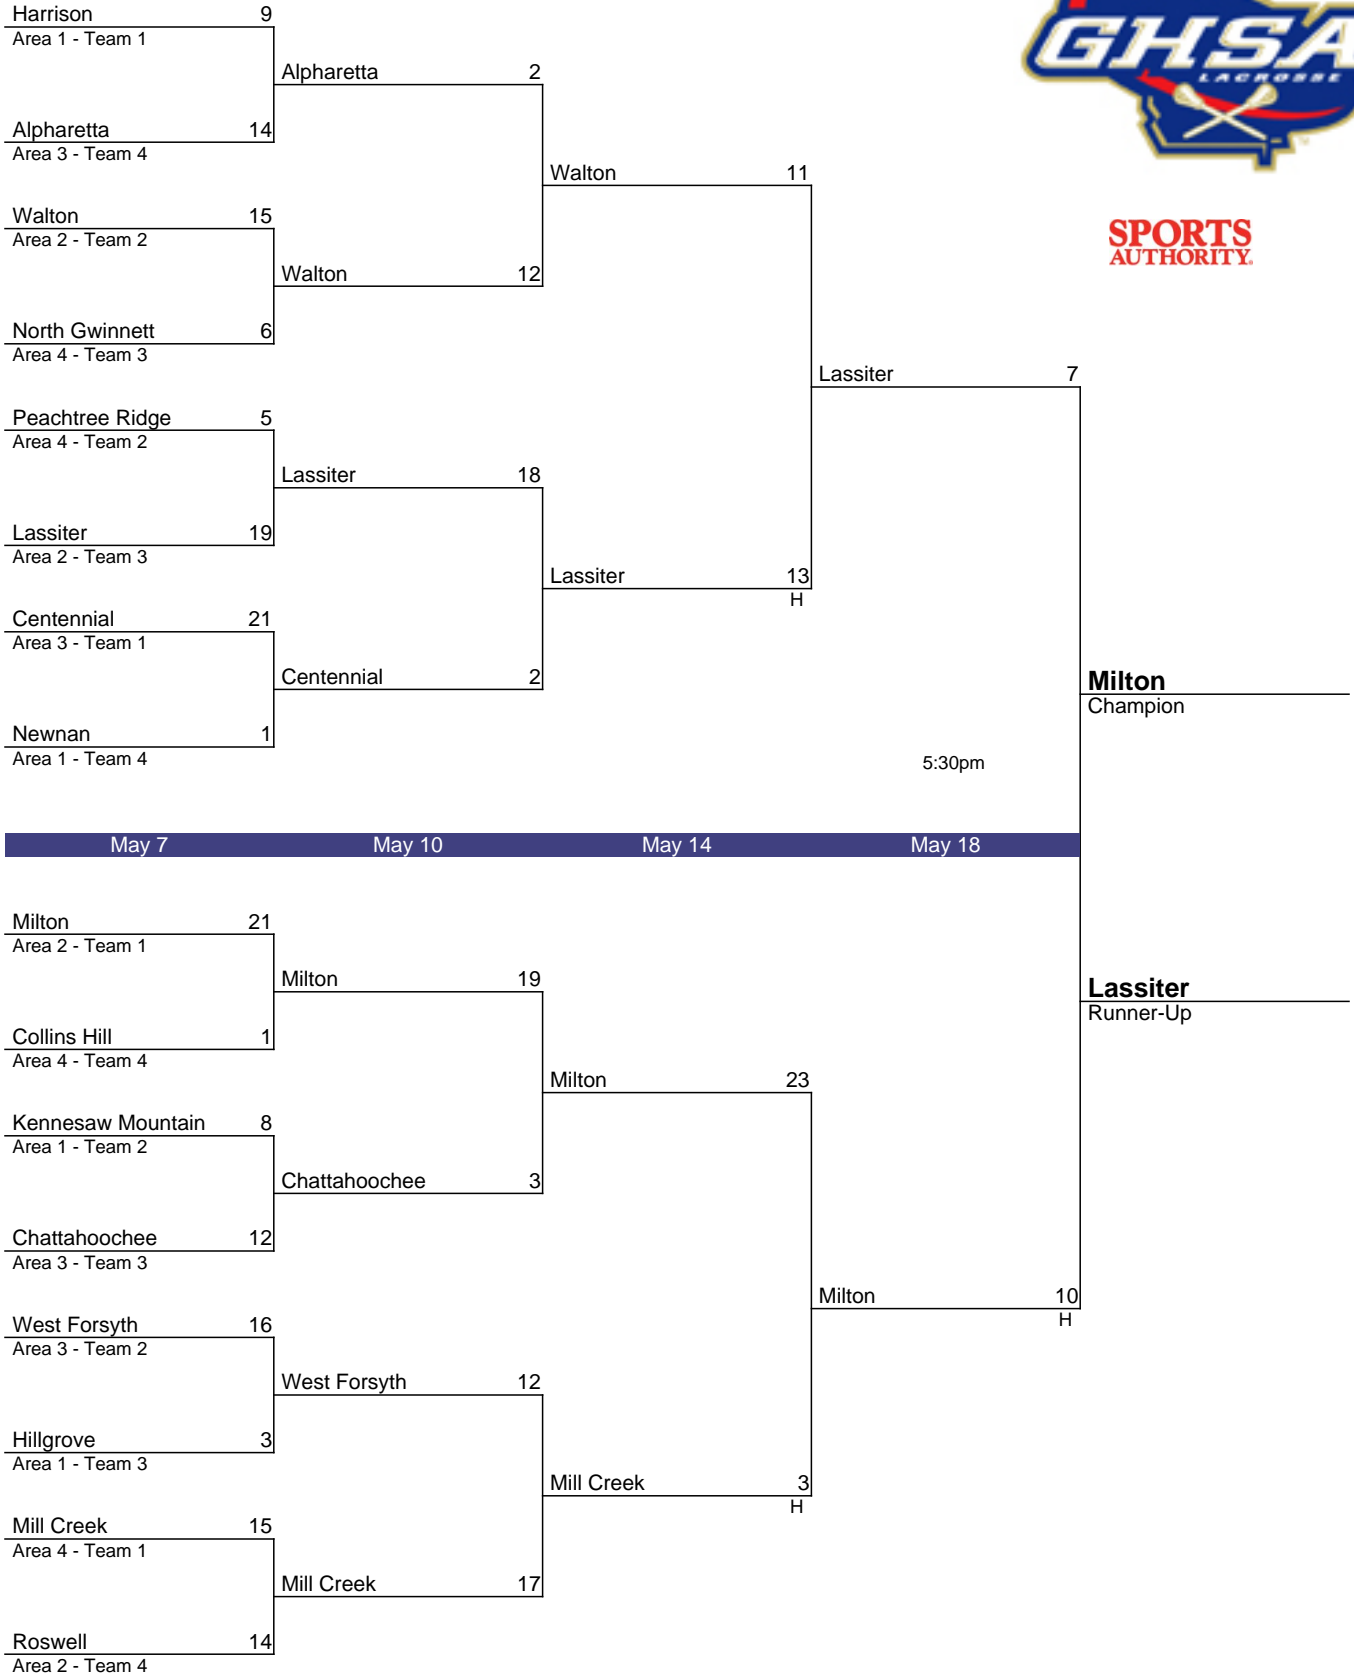 Harrison 9
Area 1 - Team 1
Alpharetta 2
Alpharetta 14
Area 3 - Team 4
Walton 11
Walton 15
Area 2 - Team 2
Walton 12
North Gwinnett 6
Area 4 - Team 3
Lassiter 7
Peachtree Ridge 5
Area 4 - Team 2
Lassiter 18
Lassiter 19
Area 2 - Team 3
Lassiter 13
H
Centennial 21
Area 3 - Team 1
Centennial 2
Newnan 1
Area 1 - Team 4
GHSA
LACROSSE
SPORTS
AUTHORITY.
Milton
Champion
5:30pm
May 7 May 10 May 14 May 18
Milton 21
Area 2 - Team 1
Milton 19
Collins Hill 1
Area 4 - Team 4
Milton 23
Kennesaw Mountain 8
Area 1 - Team 2
Chattahoochee 3
Chattahoochee 12
Area 3 - Team 3
Milton 10
H
West Forsyth 16
Area 3 - Team 2
West Forsyth 12
Hillgrove 3
Area 1 - Team 3
Mill Creek 3
H
Mill Creek 15
Area 4 - Team 1
Mill Creek 17
Roswell 14
Area 2 - Team 4
Lassiter
Runner-Up